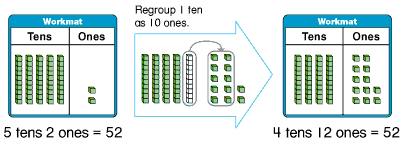 Workmat
Tens Ones
5 tens 2 ones = 52
Regroup 1 ten
as 10 ones.
Workmat
Tens Ones
4 tens 12 ones = 52